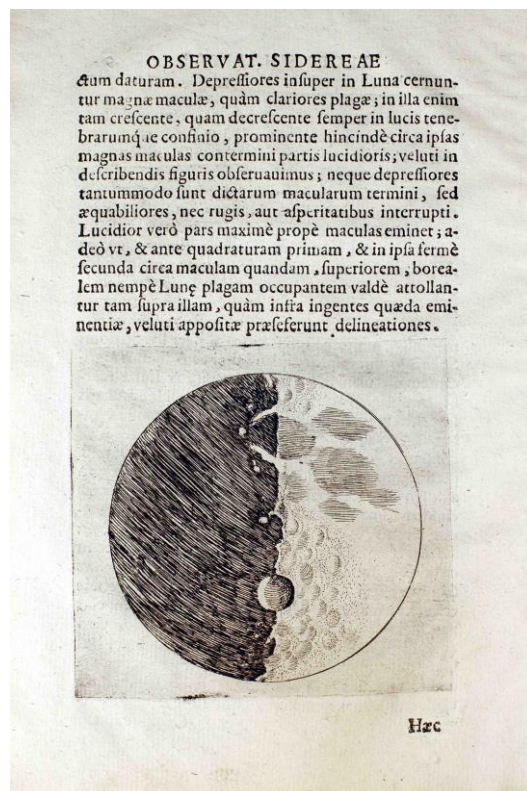 OBSERVAT. SIDEREAE
ctum daturam. Depreſſiores inſuper in Luna cernun-
tur magnæ maculæ, quàm clariores plagæ; in illa enim
tam creſcente, quam decreſcente ſemper in lucis tene-
brarumq́ue confinio, prominente hincindè circa ipſas
magnas maculas contermini partis lucidioris; veluti in
deſcribendis figuris obſeruauimus; neque depreſſiores
tantummodo ſunt dictarum macularum termini, ſed
æquabiliores, nec rugis, aut aſperitatibus interrupti.
Lucidior verò pars maximè propè maculas eminet; a-
deò vt, & ante quadraturam primam, & in ipſa fermè
ſecunda circa maculam quandam, ſuperiorem, borea-
lem nempè Lunę plagam occupantem valdè attollan-
tur tam ſupra illam, quàm infra ingentes quæda emi-
nentiæ, veluti appoſitæ præſeferunt delineationes.
Hæc